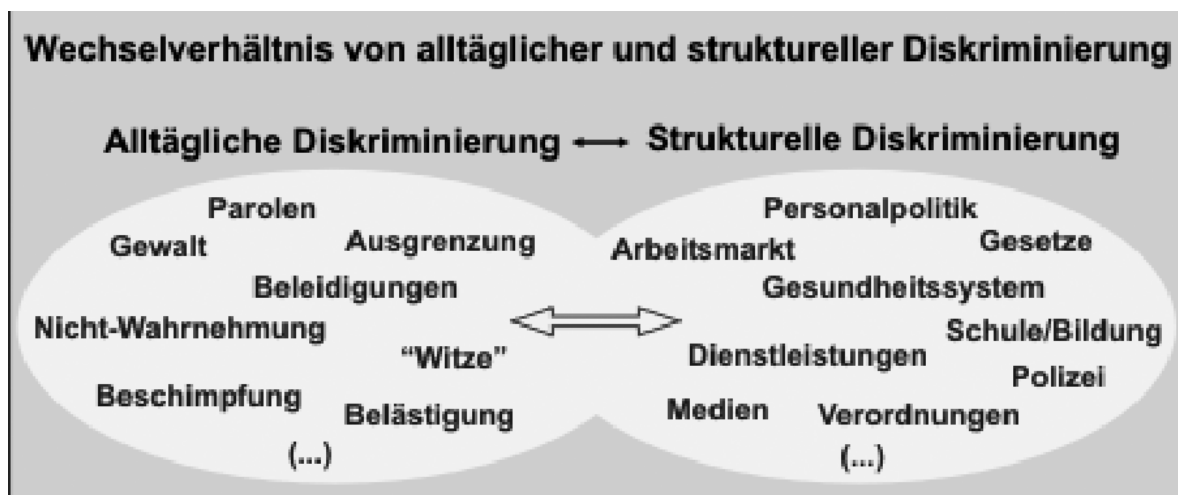 Wechselverhältnis von alltäglicher und struktureller Diskriminierung
Alltägliche Diskriminierung ↔ Strukturelle Diskriminierung
Parolen
Gewalt
Ausgrenzung
Beleidigungen
Nicht-Wahrnehmung
“Witze”
Beschimpfung
Belästigung
(...)
Personalpolitik
Arbeitsmarkt
Gesetze
Gesundheitssystem
Schule/Bildung
Dienstleistungen
Polizei
Medien
Verordnungen
(...)